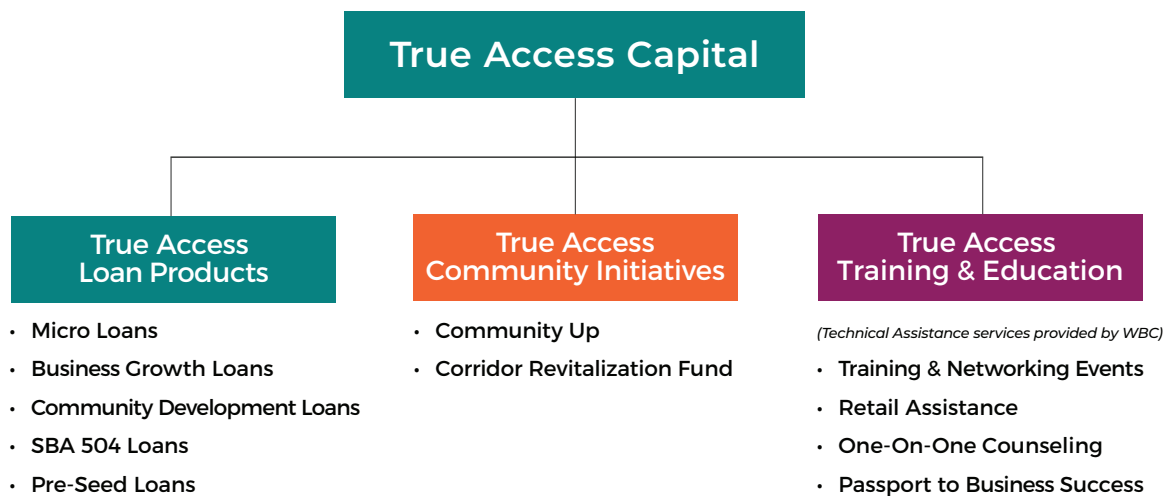 True Access Capital
True Access
Loan Products
• Micro Loans
• Business Growth Loans
• Community Development Loans
• SBA 504 Loans
• Pre-Seed Loans
True Access
Community Initiatives
• Community Up
• Corridor Revitalization Fund
True Access
Training & Education
(Technical Assistance services provided by WBC)
• Training & Networking Events
• Retail Assistance
• One-On-One Counseling
• Passport to Business Success